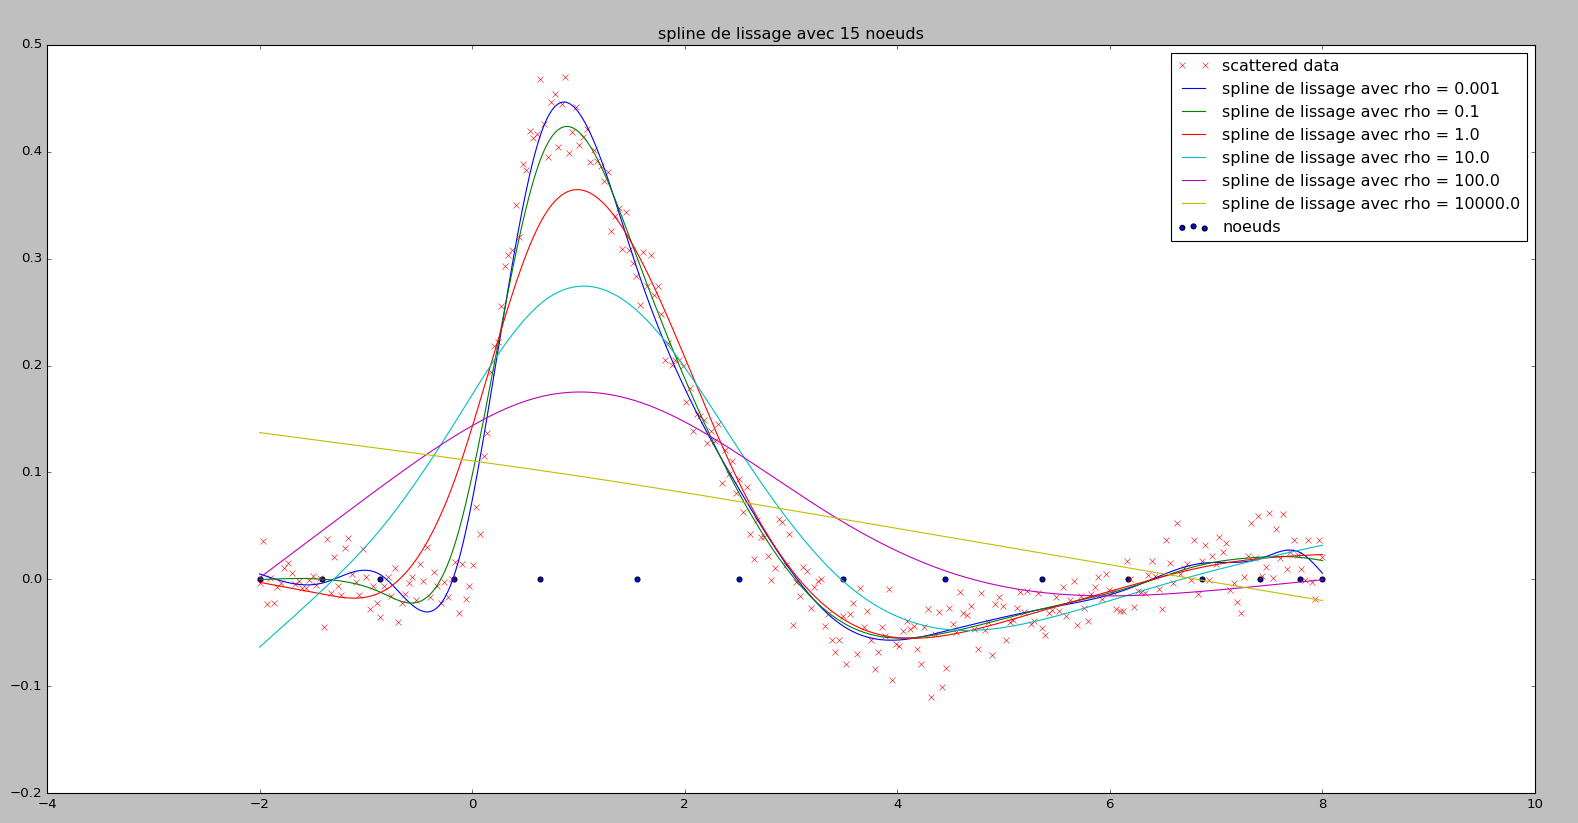 spline de lissage avec 15 noeuds
0.5
0.4
0.3
0.2
0.1
0.0
−0.1
−0.2
−4
−2
0
2
4
6
8
10
scattered data
spline de lissage avec rho = 0.001
spline de lissage avec rho = 0.1
spline de lissage avec rho = 1.0
spline de lissage avec rho = 10.0
spline de lissage avec rho = 100.0
spline de lissage avec rho = 10000.0
noeuds